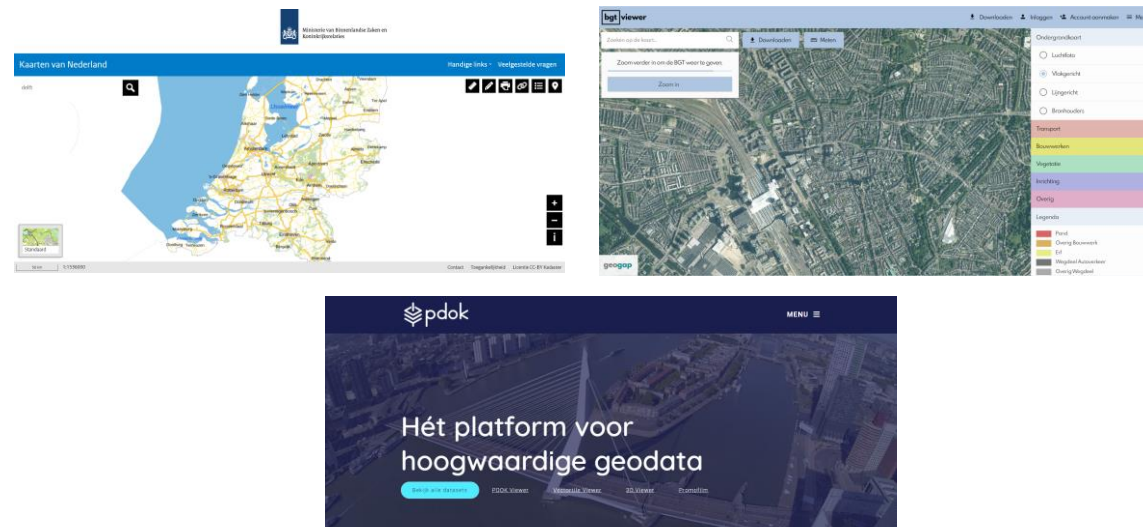 Ministerie van Binnenlandse Zaken en
Koninkrijksrelaties
Kaarten van Nederland
Handige links
Veelgestelde vragen
delft
Standaard
Contact Toegankelijkheid Licentie CC-BY Kadaster
bgt viewer
Downloaden Inloggen Account aanmaken
Zoeken op de kaart...
Downloaden
Meten
Zoom verder in om de BGT weer te geven.
Zoom in
Ondergrondkaart
Luchtfoto
Vlakgericht
Lijngericht
Bronhouders
Transport
Bouwwerken
Vegetatie
Inrichting
Overig
Legenda
Pand
Overig Bouwwerk
Erf
Wegdeel Autoverkeer
Overig Wegdeel
geogap
pdok
MENU
Hét platform voor
hoogwaardige geodata
Bekijk alle datasets
PDOK Viewer
Vectortile Viewer
3D Viewer
Promofilm